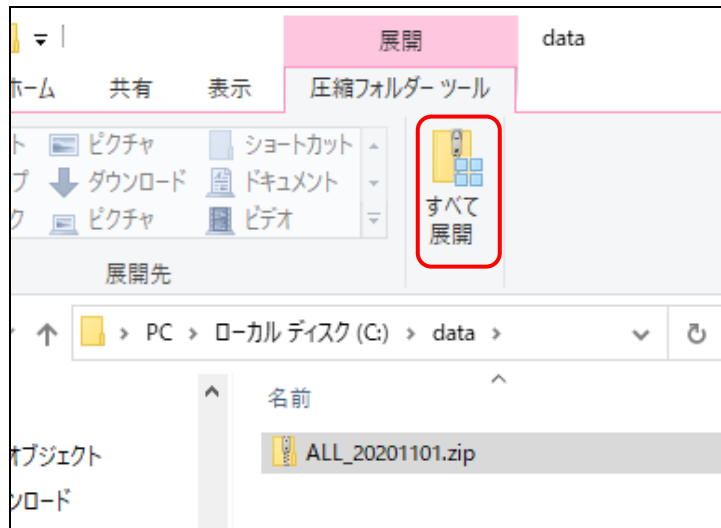 展開 data
ホーム 共有 表示 圧縮フォルダー ツール
ト ピクチャ ショートカット
プ ダウンロード ドキュメント
ク ピクチャ ビデオ
すべて
展開
展開先
PC ローカル ディスク (C:) data
名前
ALL_20201101.zip
オブジェクト
ンロード